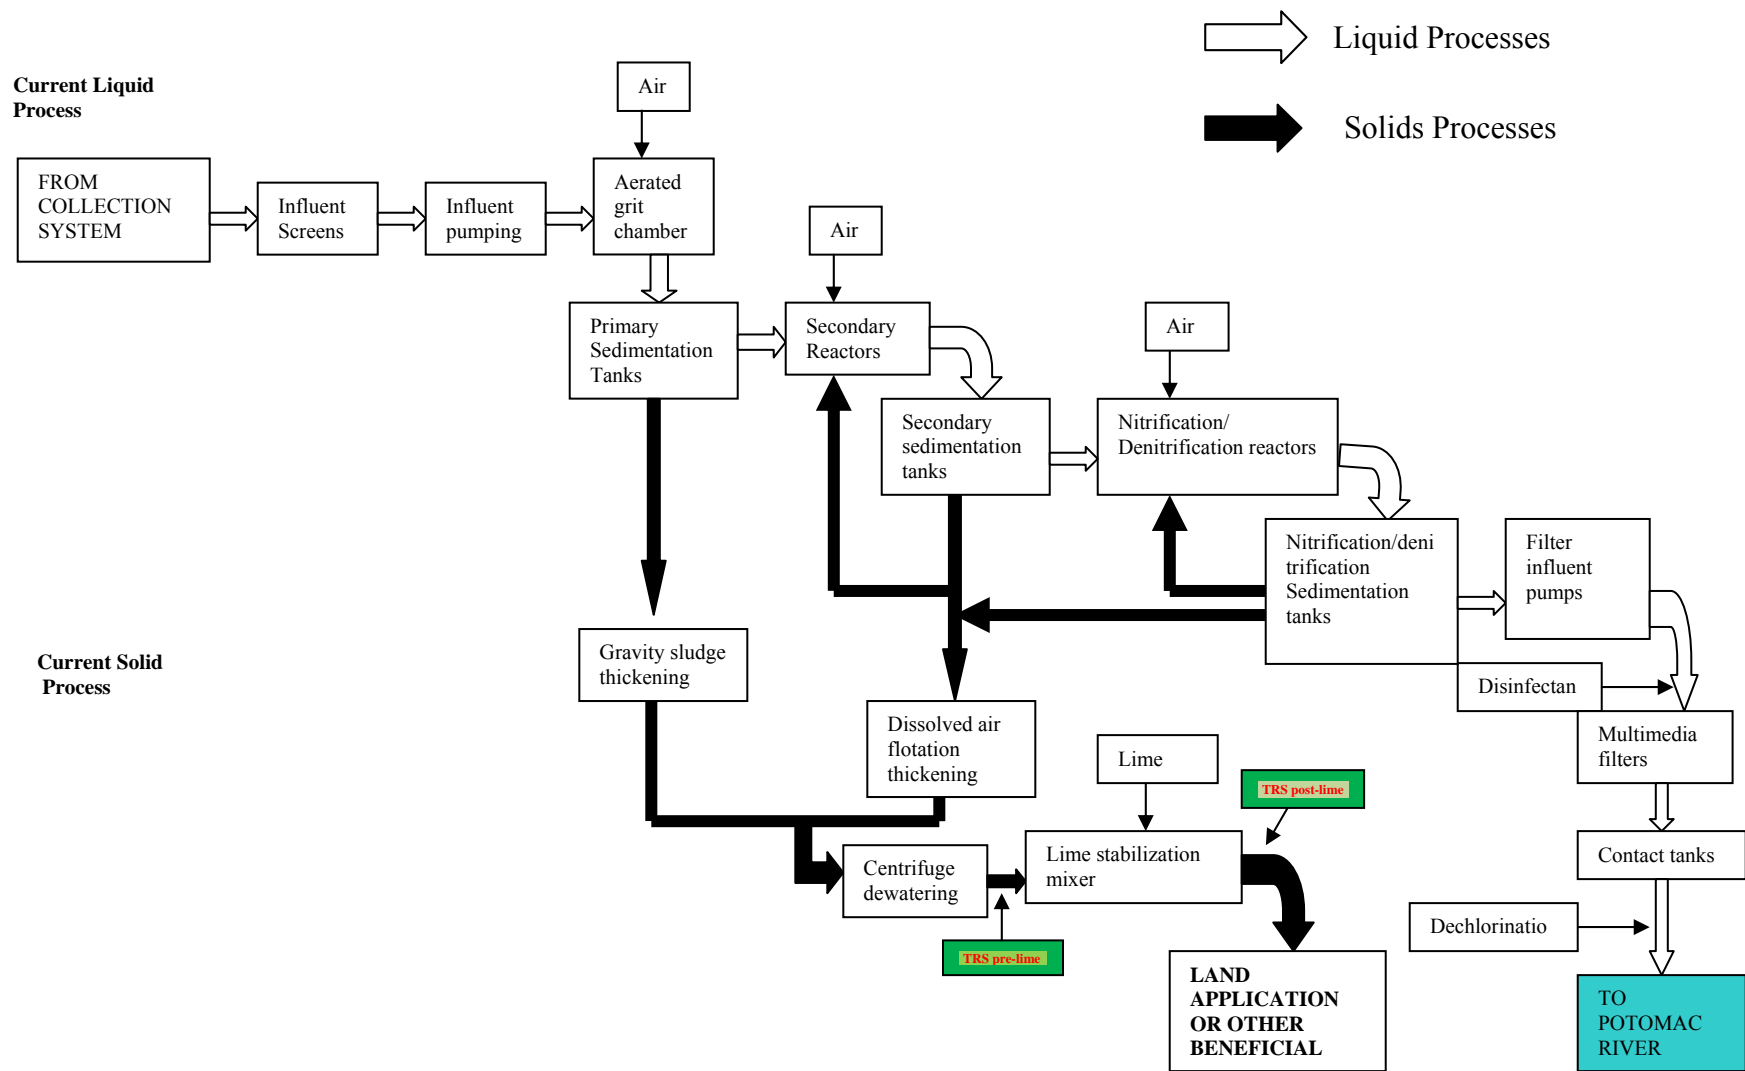 Liquid Processes
Solids Processes
Current Liquid
Process
Air
FROM
COLLECTION
SYSTEM
Influent
Screens
Influent
pumping
Aerated
grit
chamber
Air
Air
Primary
Sedimentation
Tanks
Secondary
Reactors
Secondary
sedimentation
tanks
Nitrification/
Denitrification reactors
Nitrification/deni
trification
Sedimentation
tanks
Filter
influent
pumps
Current Solid
Process
Gravity sludge
thickening
Disinfectan
Dissolved air
flotation
thickening
Lime
TRS post-lime
Multimedia
filters
Centrifuge
dewatering
Lime stabilization
mixer
Contact tanks
TRS pre-lime
Dechlorinatio
LAND
APPLICATION
OR OTHER
BENEFICIAL
TO
POTOMAC
RIVER